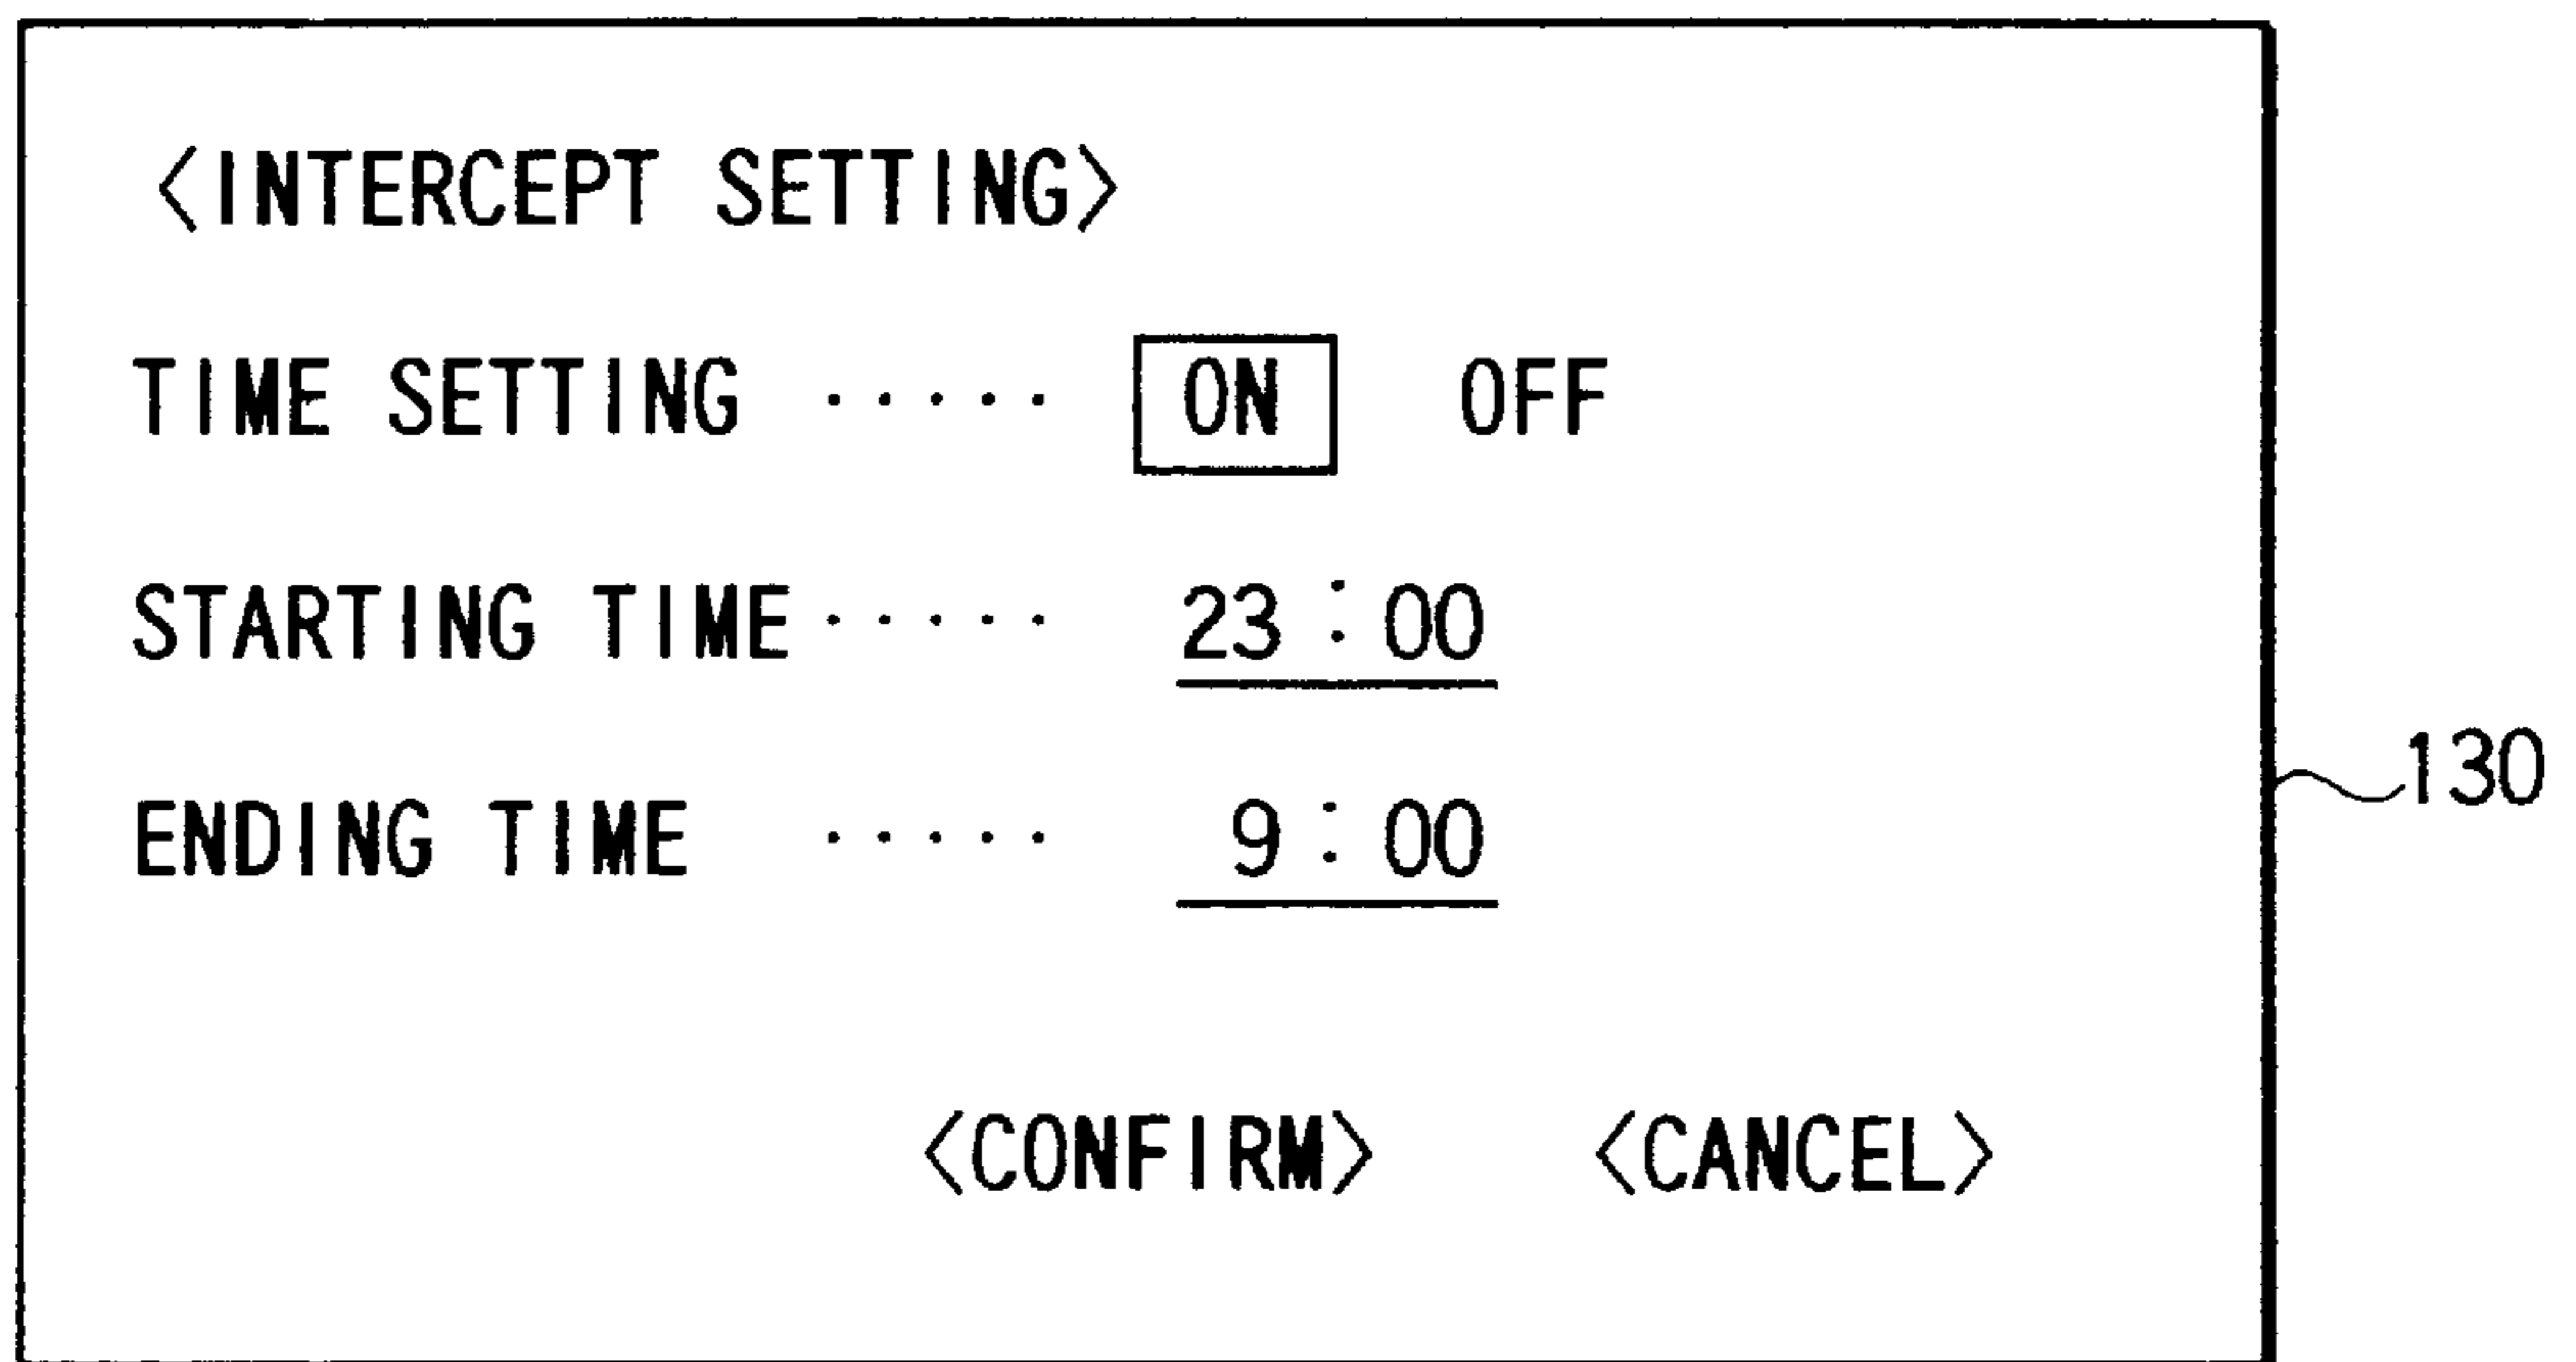 <INTERCEPT SETTING>
TIME SETTING ····· ON OFF
STARTING TIME ····· 23:00
130
ENDING TIME ····· 9:00
<CONFIRM> <CANCEL>